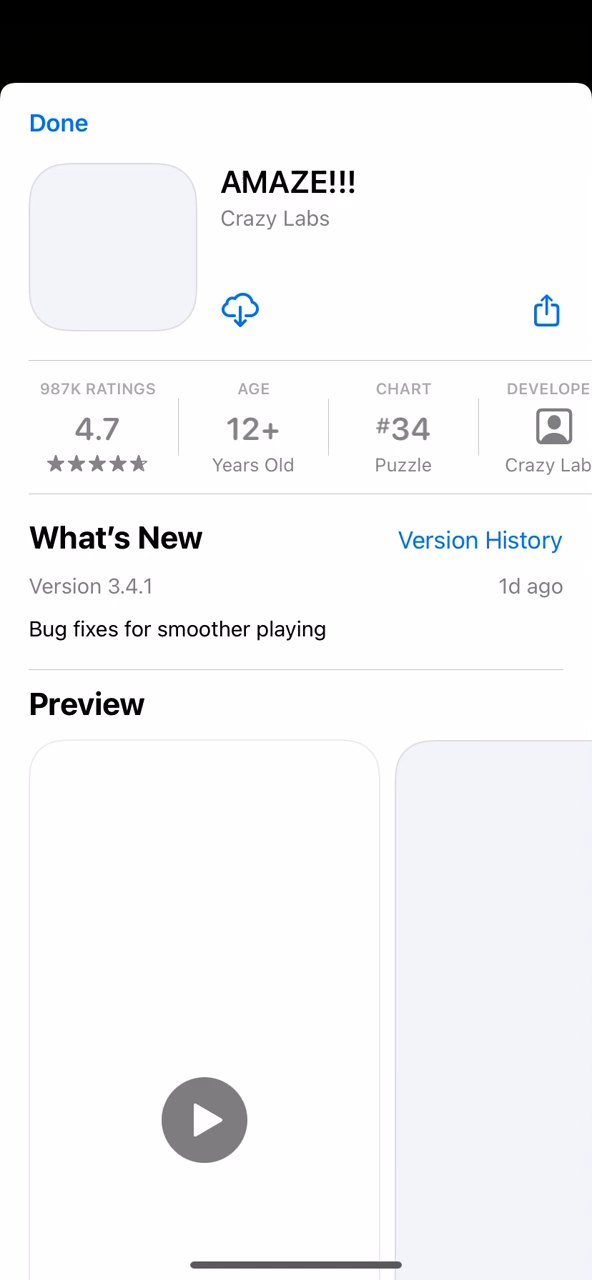 Done
AMAZE!!!
Crazy Labs
987K RATINGS
4.7
AGE
12+
Years Old
CHART
#34
Puzzle
DEVELOPE
Crazy Lab
What's New
Version History
Version 3.4.1
1d ago
Bug fixes for smoother playing
Preview